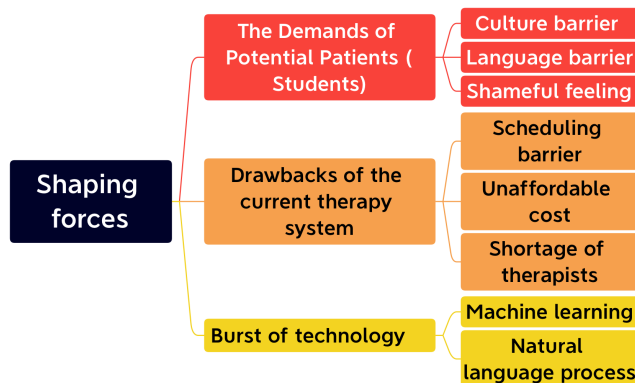 The Demands of
Potential Patients (
Students)
Culture barrier
Language barrier
Shameful feeling
Shaping
forces
Drawbacks of the
current therapy
system
Scheduling
barrier
Unaffordable
cost
Shortage of
therapists
Burst of technology
Machine learning
Natural
language process